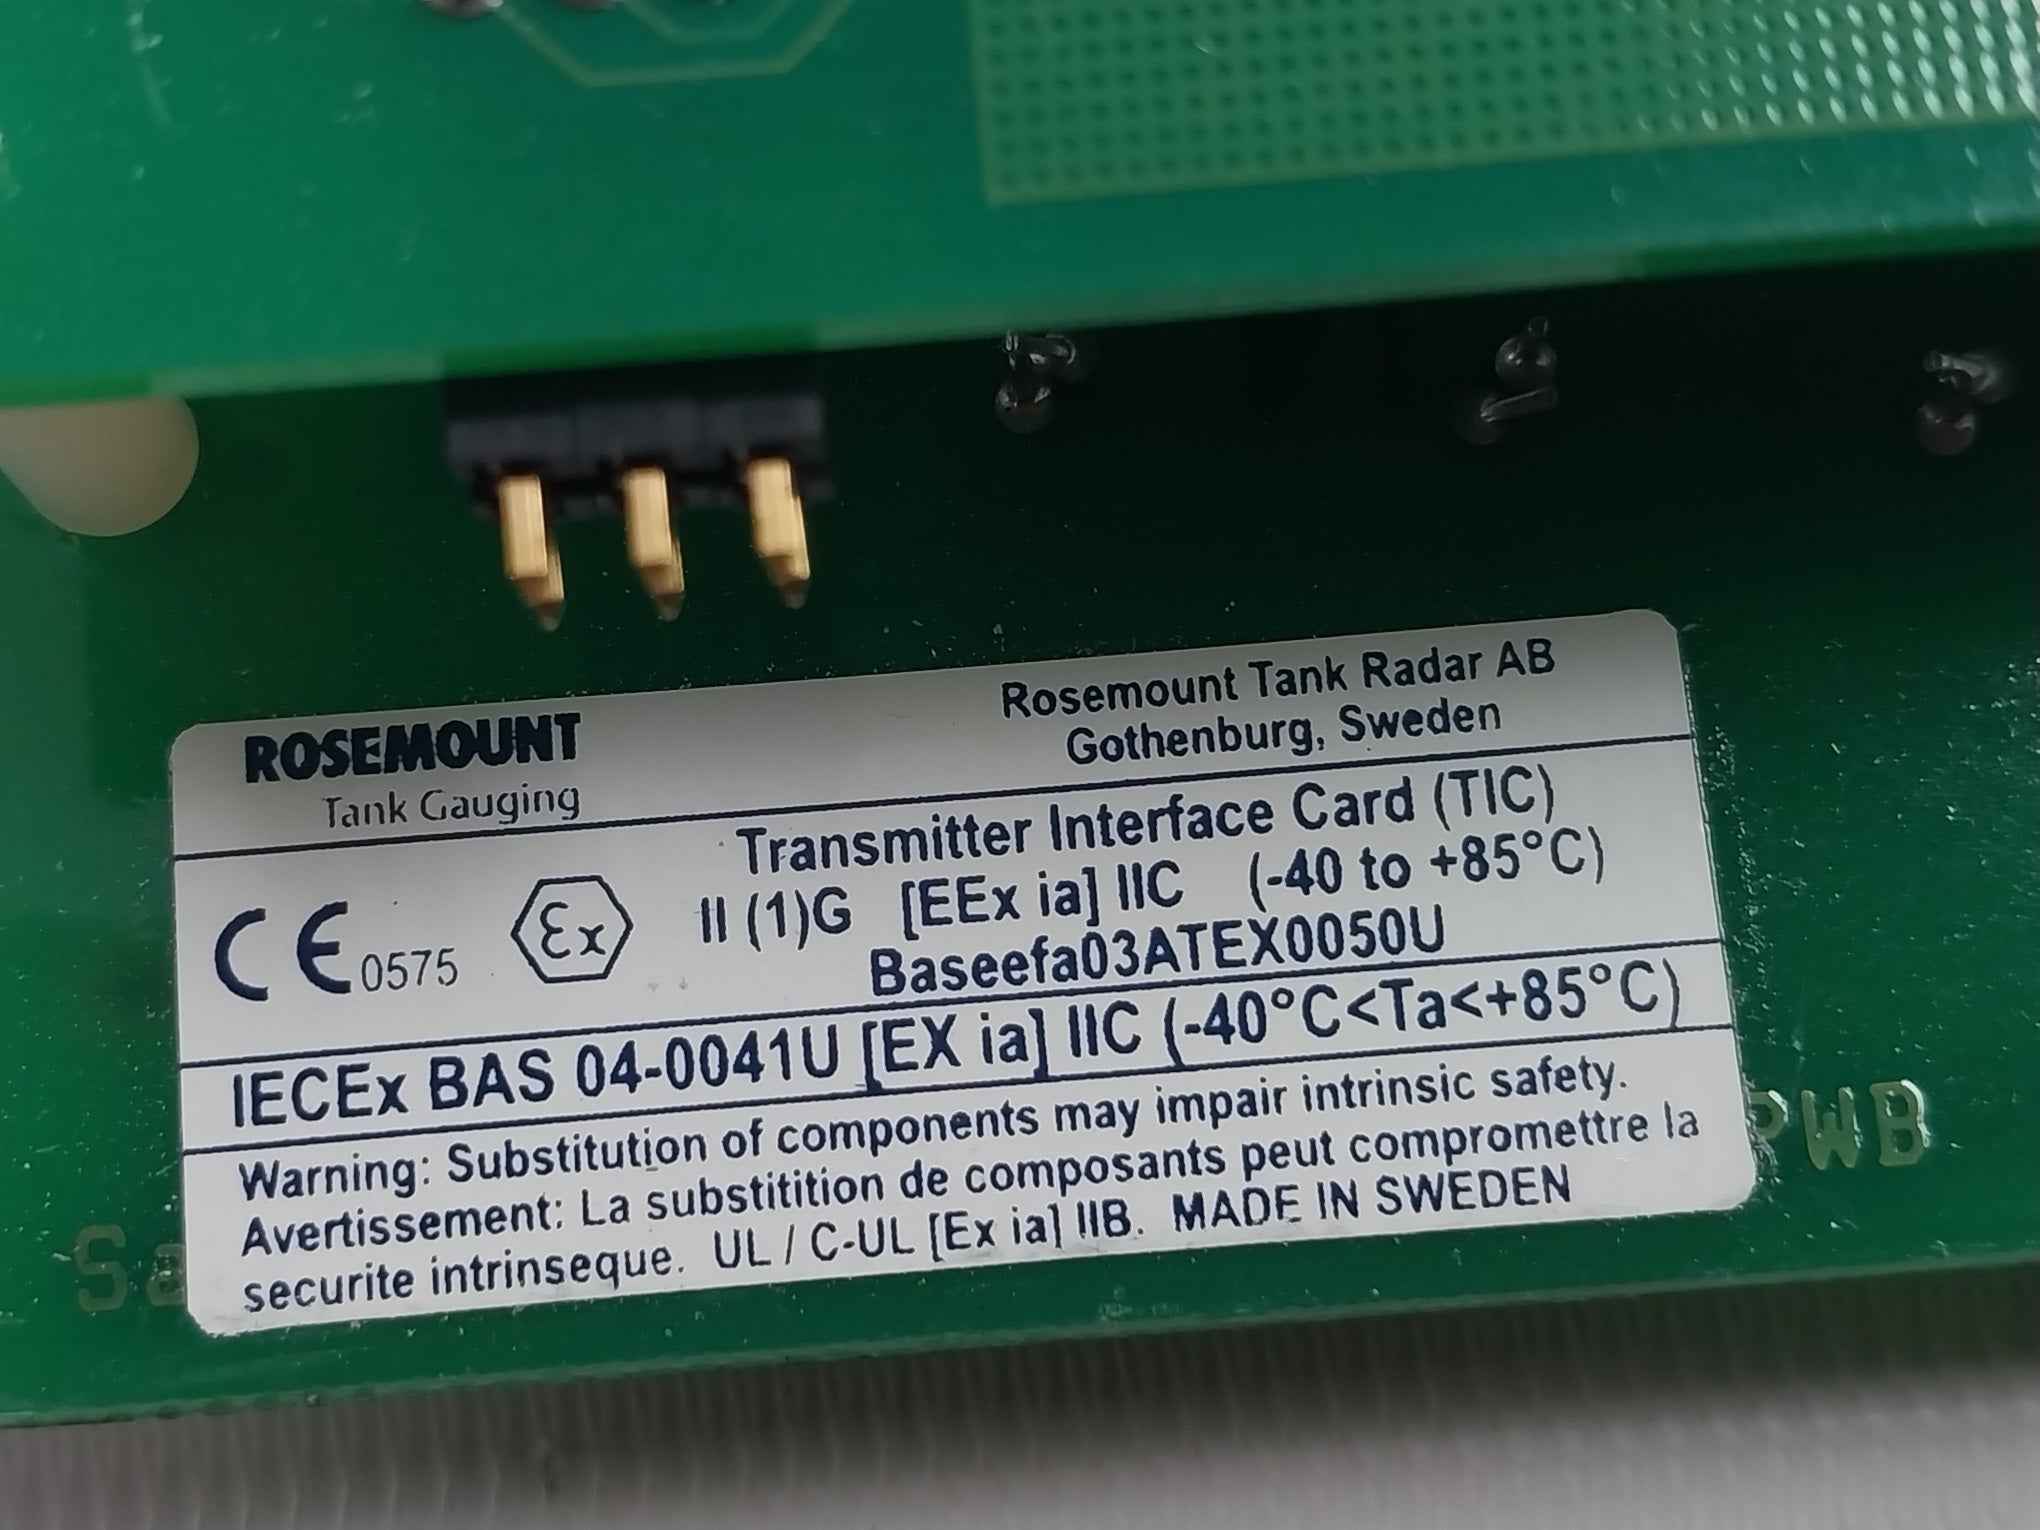 ROSEMOUNT
Tank Gauging
Rosemount Tank Radar AB
Gothenburg, Sweden
CE 0575 Ex
Transmitter Interface Card (TIC)
II (1)G [EEx ia] IIC (-40 to +85°C)
Baseefa03ATEX0050U
IECEx BAS 04-0041U [EX ia] IIC (-40°C<Ta<+85°C)
Warning: Substitution of components may impair intrinsic safety.
Avertissement: La substitition de composants peut compromettre la
securite intrinseque. UL / C-UL [Ex ia] IIB. MADE IN SWEDEN
PWB